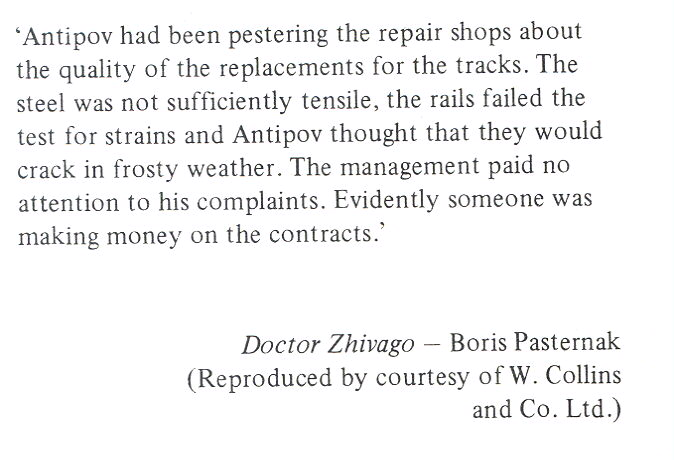 ‘Antipov had been pestering the repair shops about
the quality of the replacements for the tracks. The
steel was not sufficiently tensile, the rails failed the
test for strains and Antipov thought that they would
crack in frosty weather. The management paid no
attention to his complaints. Evidently someone was
making money on the contracts.’
Doctor Zhivago — Boris Pasternak
(Reproduced by courtesy of W. Collins
and Co. Ltd.)